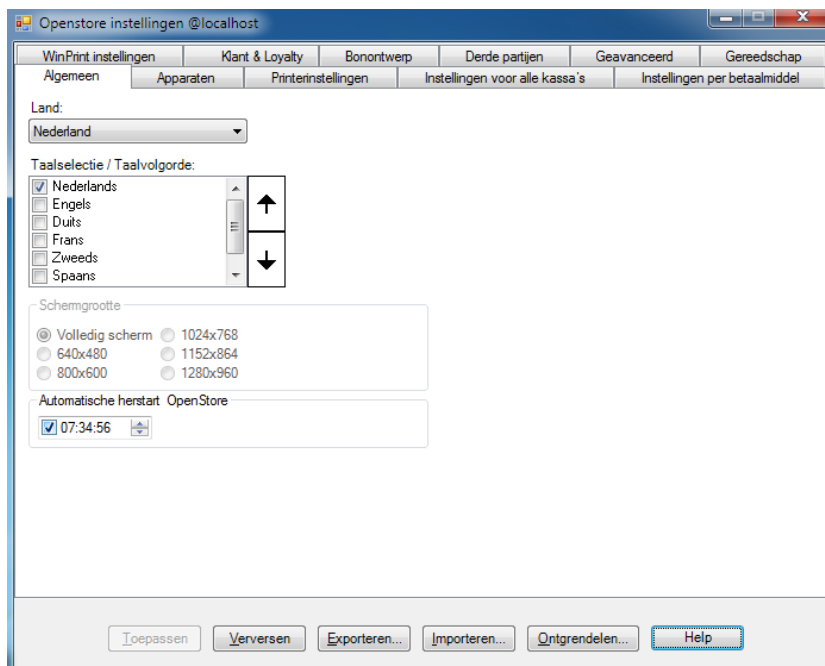 Openstore instellingen @localhost
WinPrint instellingen Klant & Loyalty Bonontwerp Derde partijen Geavanceerd Gereedschap
Algemeen Apparaten Printerinstellingen Instellingen voor alle kassa's Instellingen per betaalmiddel
Land:
Nederland
Taalselectie / Taalvolgorde:
Nederlands
Engels
Duits
Frans
Zweeds
Spaans
Schermgrootte
Volledig scherm 1024x768
640x480 1152x864
800x600 1280x960
Automatische herstart OpenStore
07:34:56
Toepassen Verversen Exporteren... Importeren... Ontgrendelen... Help